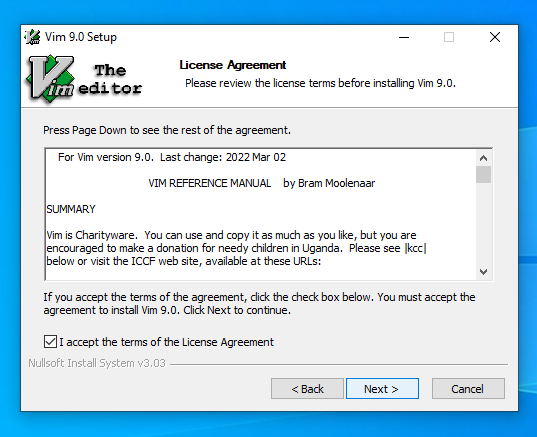 Vim 9.0 Setup
The
Vim editor
License Agreement
Please review the license terms before installing Vim 9.0.
Press Page Down to see the rest of the agreement.
For Vim version 9.0.  Last change: 2022 Mar 02
VIM REFERENCE MANUAL    by Bram Moolenaar
SUMMARY
Vim is Charityware.  You can use and copy it as much as you like, but you are
encouraged to make a donation for needy children in Uganda.  Please see |kcc|
below or visit the ICCF web site, available at these URLs:
If you accept the terms of the agreement, click the check box below. You must accept the
agreement to install Vim 9.0. Click Next to continue.
I accept the terms of the License Agreement
Nullsoft Install System v3.03
< Back
Next >
Cancel